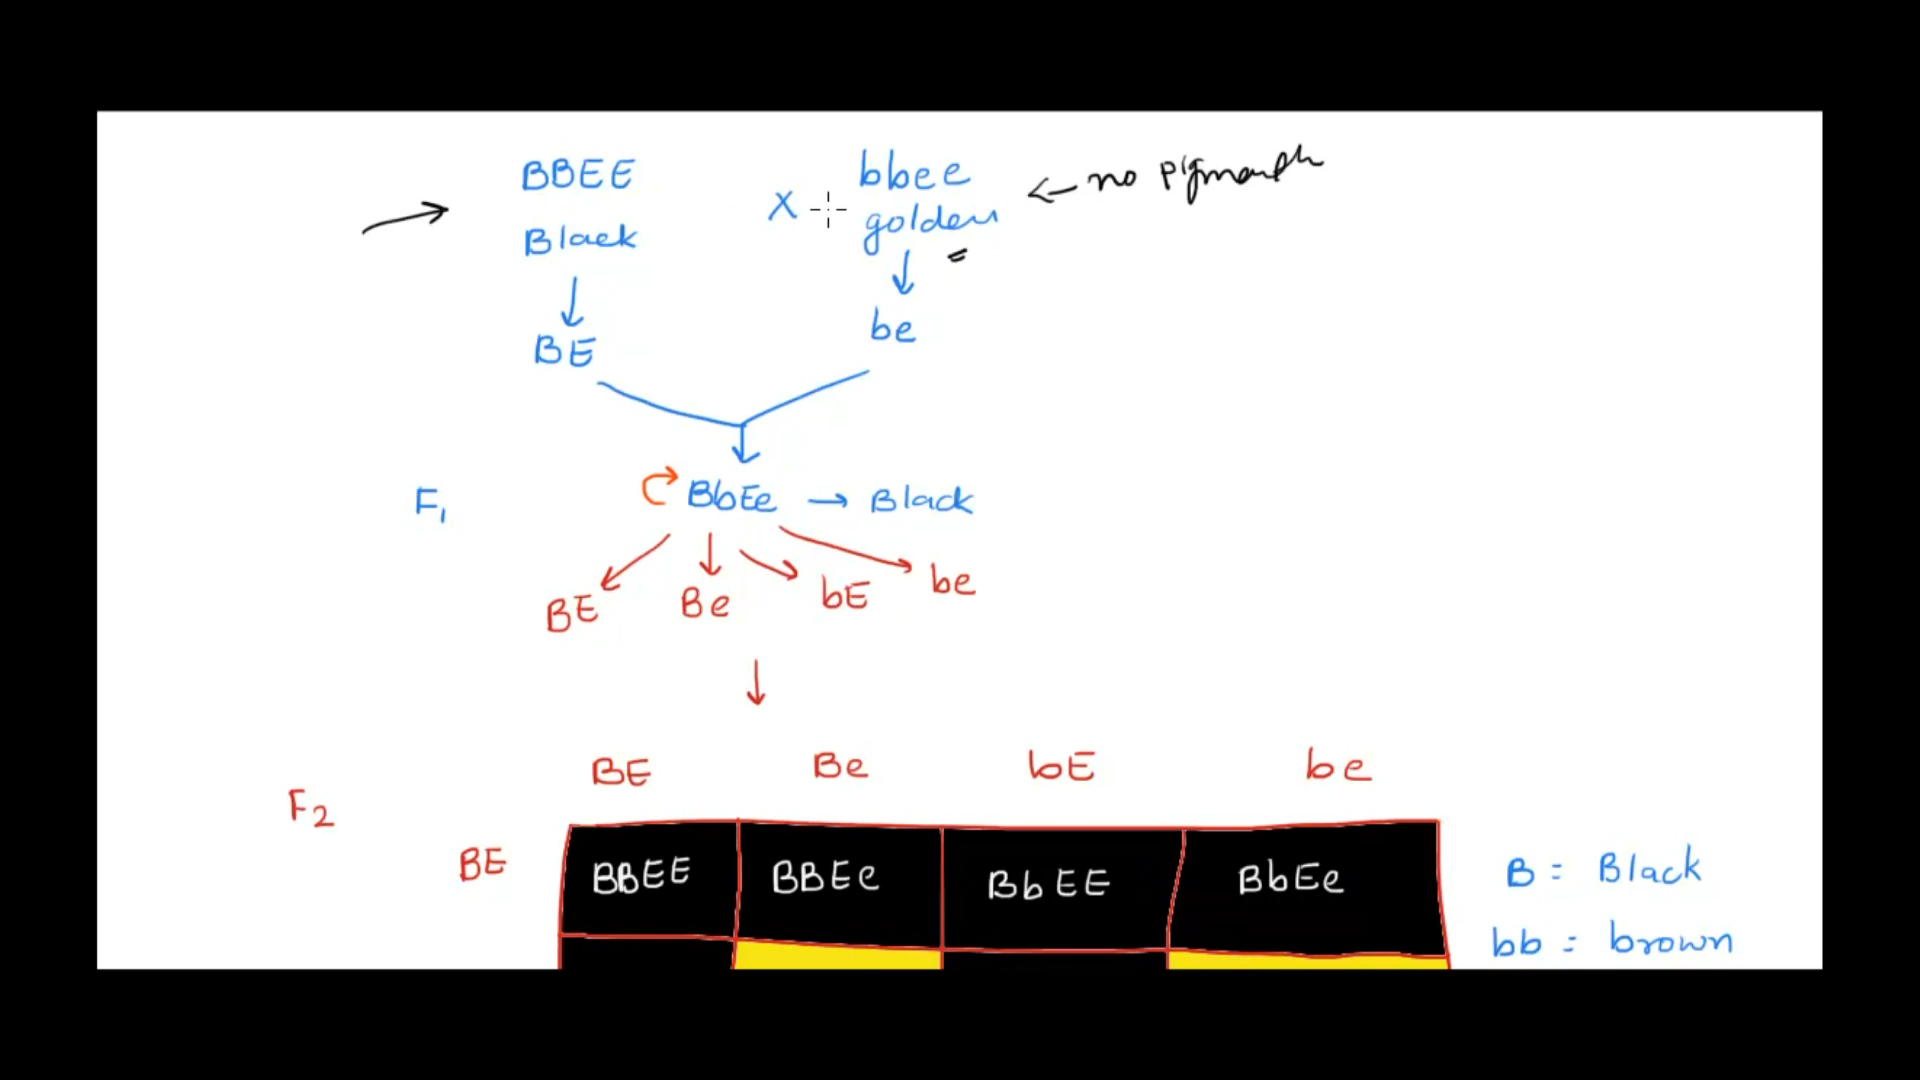 BBEE X bbee ← no pigment
Black golden
↓ ↓
BE be
F1 BbEe → Black
BE Be bE be
↓
BE Be bE be
F2
BE BBEE BBEe BbEE BbEe B = Black
bb = brown